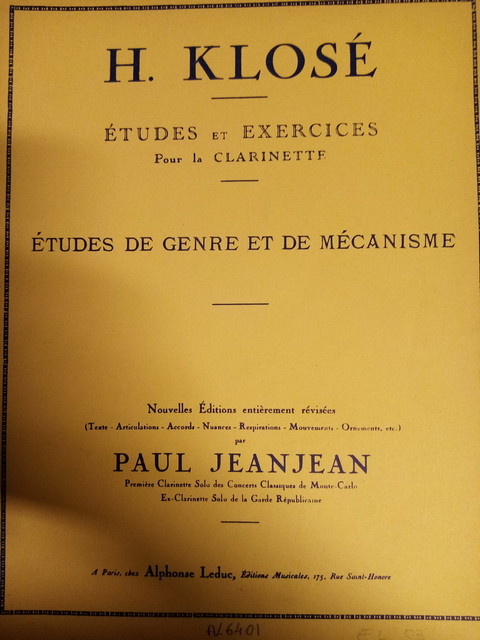 H. KLOSÉ
ÉTUDES ET EXERCICES
Pour la CLARINETTE
ÉTUDES DE GENRE ET DE MÉCANISME
Nouvelles Éditions entièrement révisées
(Texte - Articulations - Accords - Nuances - Respirations - Mouvements - Ornements, etc.)
par
PAUL JEANJEAN
Première Clarinette Solo des Concerts Classiques de Monte-Carlo
Ex-Clarinette Solo de la Garde Républicaine
A Paris, chez Alphonse Leduc, Éditions Musicales, 175, Rue Saint-Honoré
AL6401